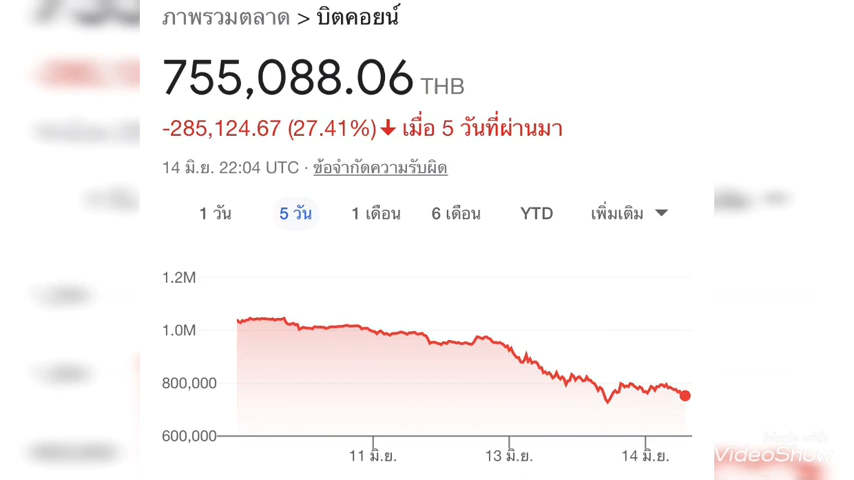 ภาพรวมตลาด > บิตคอยน์
755,088.06 THB
-285,124.67 (27.41%) ↓ เมื่อ 5 วันที่ผ่านมา
14 มิ.ย. 22:04 UTC · ข้อจำกัดความรับผิด
1 วัน 5 วัน 1 เดือน 6 เดือน YTD เพิ่มเติม
1.2M
1.0M
800,000
600,000
11 มิ.ย. 13 มิ.ย. 14 มิ.ย.
VideoShow